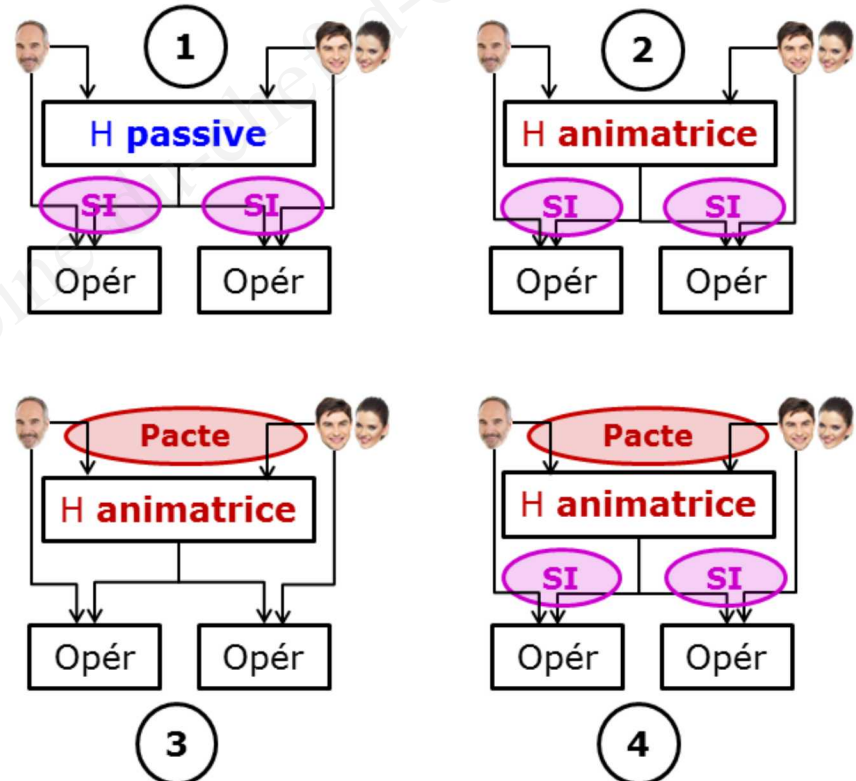 1
2
H passive
H animatrice
SI
SI
SI
SI
Opér
Opér
Opér
Opér
Pacte
Pacte
H animatrice
H animatrice
SI
SI
Opér
Opér
Opér
Opér
3
4